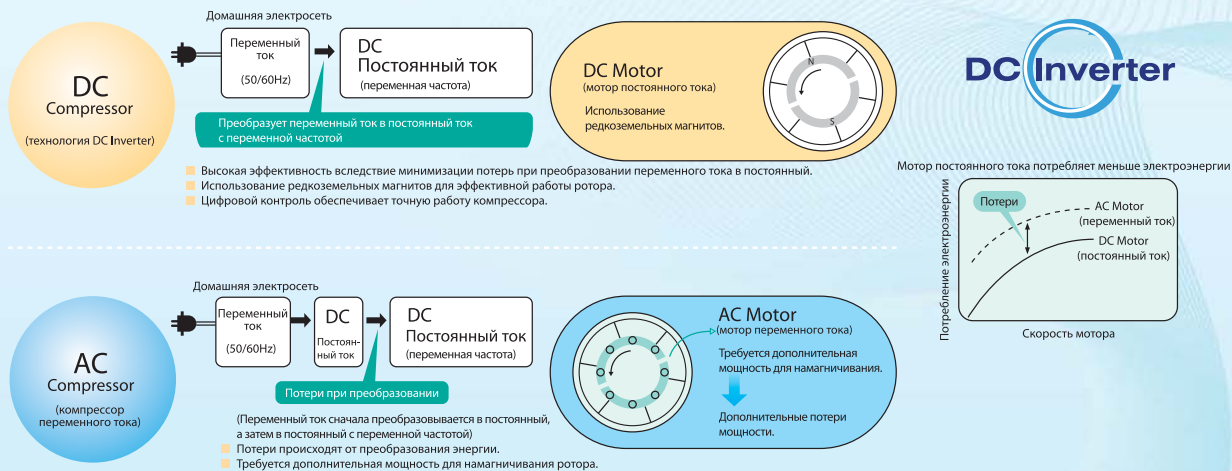 DC
Compressor
(технология DC Inverter)
Домашняя электросеть
Переменный
ток
(50/60Hz)
DC
Постоянный ток
(переменная частота)
Преобразует переменный ток в постоянный ток
с переменной частотой
DC Motor
(мотор постоянного тока)
Использование
редкоземельных магнитов.
N
S
Высокая эффективность вследствие минимизации потерь при преобразовании переменного тока в постоянный.
Использование редкоземельных магнитов для эффективной работы ротора.
Цифровой контроль обеспечивает точную работу компрессора.
DC Inverter
Мотор постоянного тока потребляет меньше электроэнергии
Потребление электроэнергии
Потери
AC Motor
(переменный ток)
DC Motor
(постоянный ток)
Скорость мотора
AC
Compressor
(компрессор
переменного тока)
Домашняя электросеть
Переменный
ток
(50/60Hz)
DC
Постоян-
ный ток
DC
Постоянный ток
(переменная частота)
Потери при преобразовании
(Переменный ток сначала преобразовывается в постоянный,
а затем в постоянный с переменной частотой)
Потери происходят от преобразования энергии.
Требуется дополнительная мощность для намагничивания ротора.
AC Motor
(мотор переменного тока)
Требуется дополнительная
мощность для намагничивания.
Дополнительные потери
мощности.